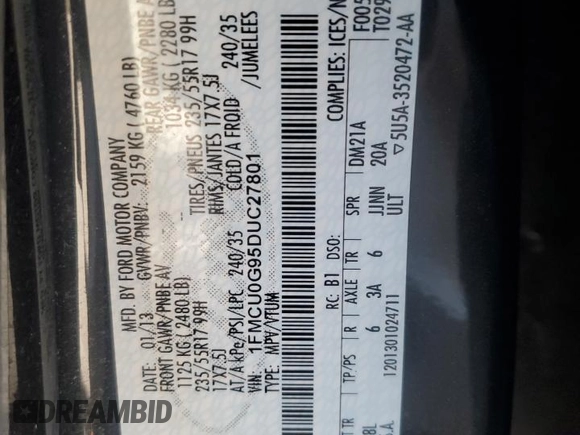 MFD. BY FORD MOTOR COMPANY
DATE: 01/13 GVWR/PNBV: 2159 KG ( 4760 LB)
FRONT GAWR/PNBE AV REAR GAWR/PNBE A
1125 KG ( 2480 LB) 1034 KG ( 2280 LB
235/55R17 99H TIRES/PNEUS 235/55R17 99H
17X7.5J RIMS/JANTES 17X7.5J
AT/A kPa/PSI/LPC 240/35 COLD/A FROID 240/35
VIN: 1FMCU0G95DUC27801 /JUMELEES
TYPE: MPV/VTUM
COMPLIES: ICES/N
RC: B1 DSO: F005
T TR TP/PS R AXLE TR SPR DM21A T029
BL 6 3A 6 JJNN 20A
A 1201301024711 ULT ▽5U5A-3520472-AA
DREAMBID